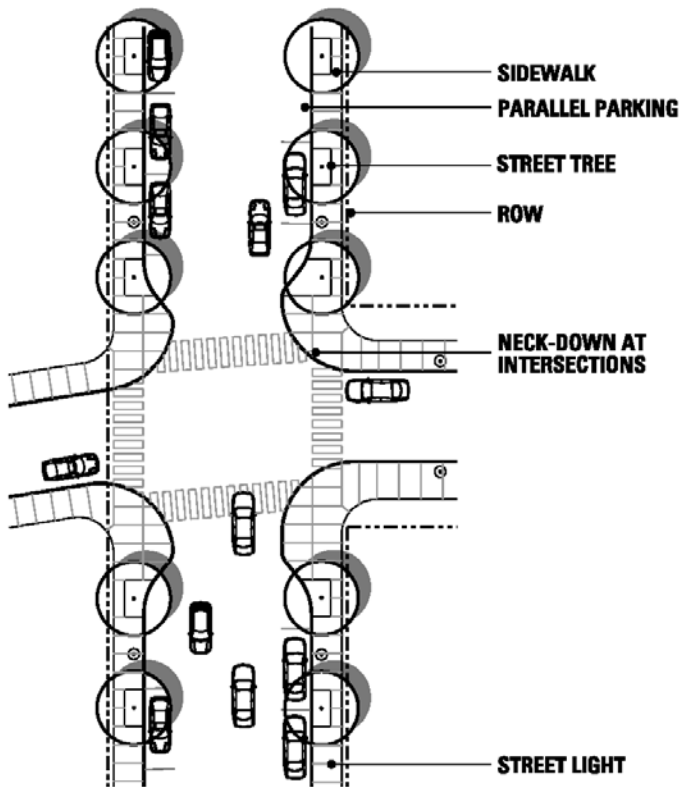 SIDEWALK
PARALLEL PARKING
STREET TREE
ROW
NECK-DOWN AT
INTERSECTIONS
STREET LIGHT